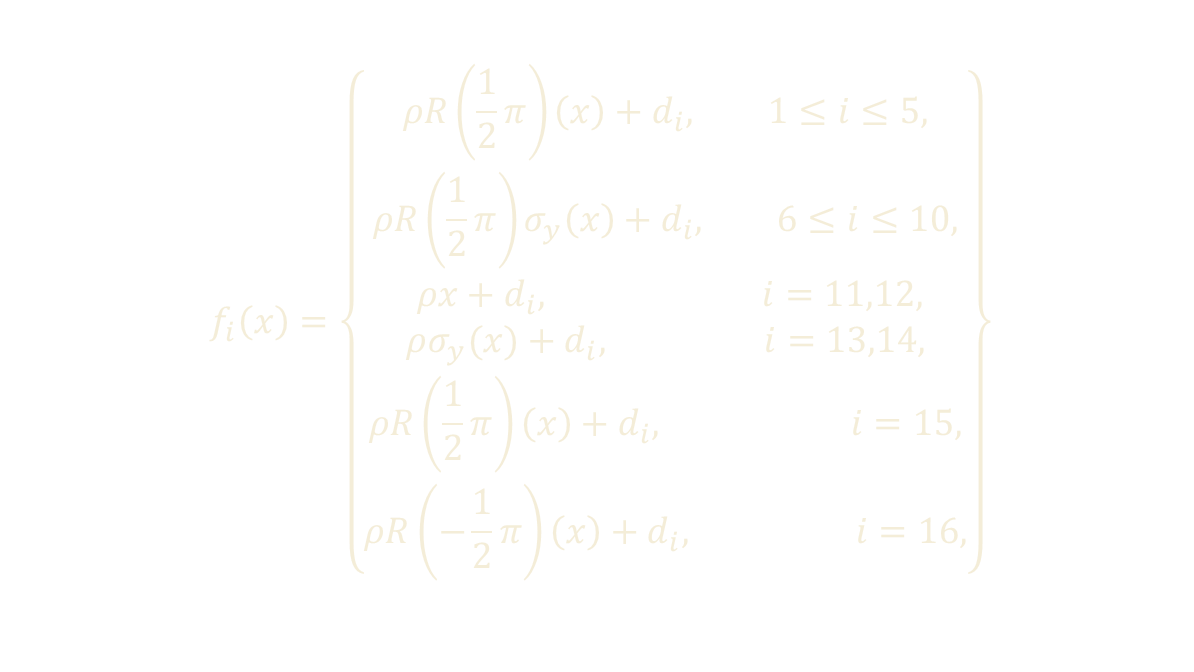 f_i(x) = {
ρR(1/2 π)(x) + d_i, 1 ≤ i ≤ 5,
ρR(1/2 π)σ_y(x) + d_i, 6 ≤ i ≤ 10,
ρx + d_i, i = 11,12,
ρσ_y(x) + d_i, i = 13,14,
ρR(1/2 π)(x) + d_i, i = 15,
ρR(−1/2 π)(x) + d_i, i = 16,
}